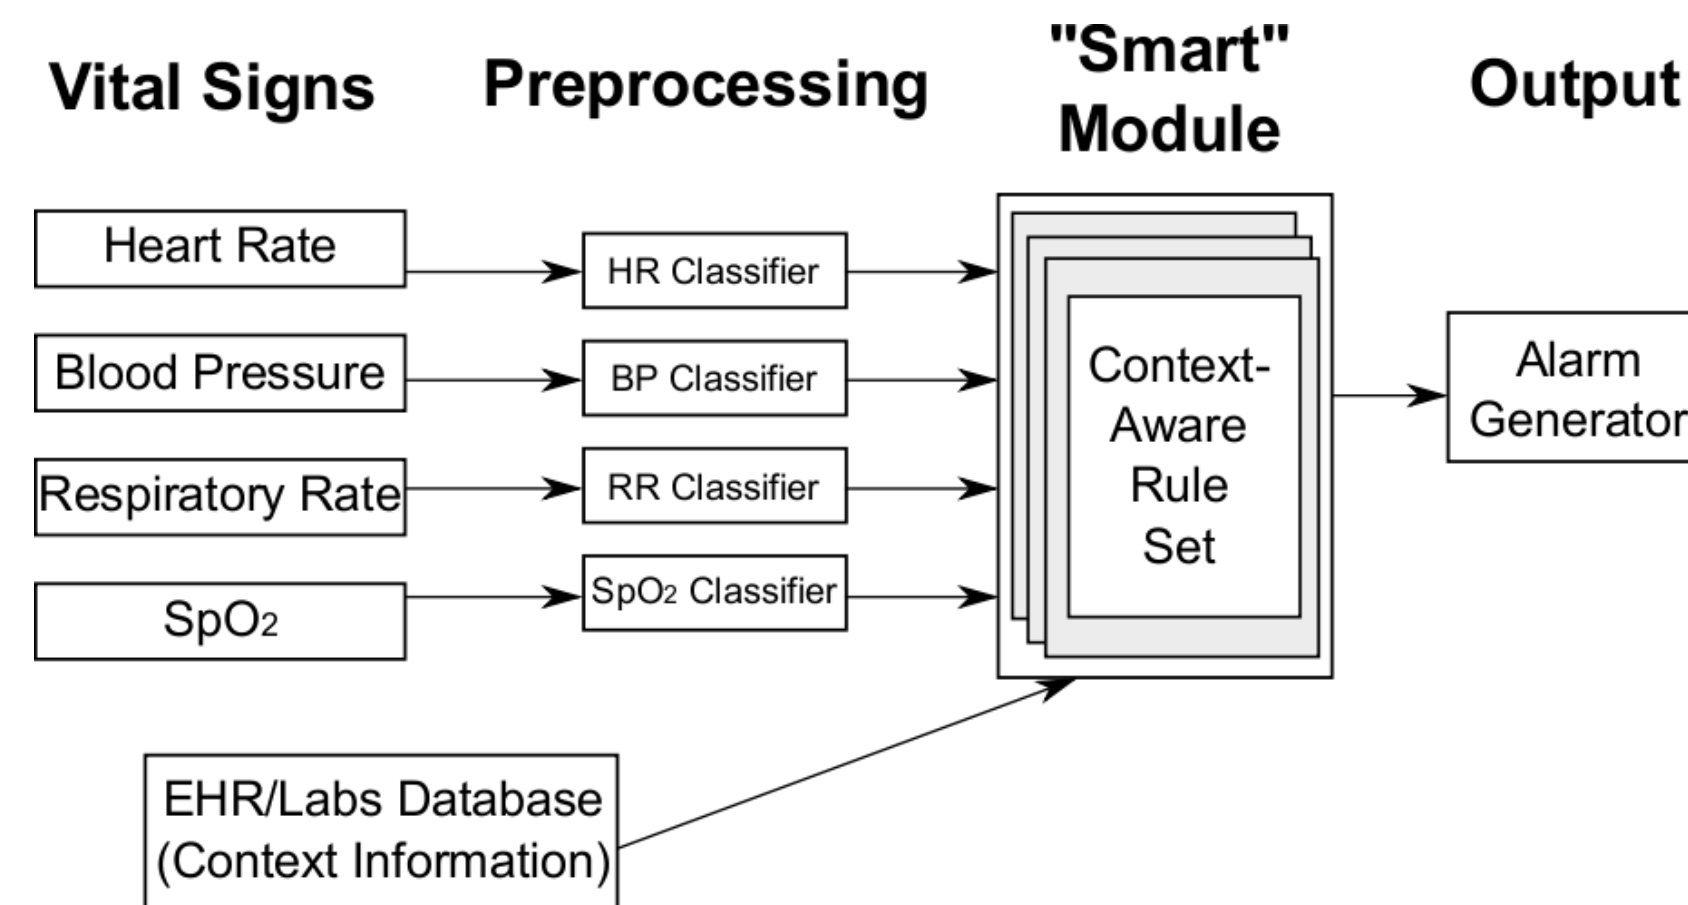 Vital Signs
Preprocessing
"Smart"
Module
Output
Heart Rate
Blood Pressure
Respiratory Rate
SpO₂
HR Classifier
BP Classifier
RR Classifier
SpO₂ Classifier
Context-
Aware
Rule
Set
Alarm
Generator
EHR/Labs Database
(Context Information)